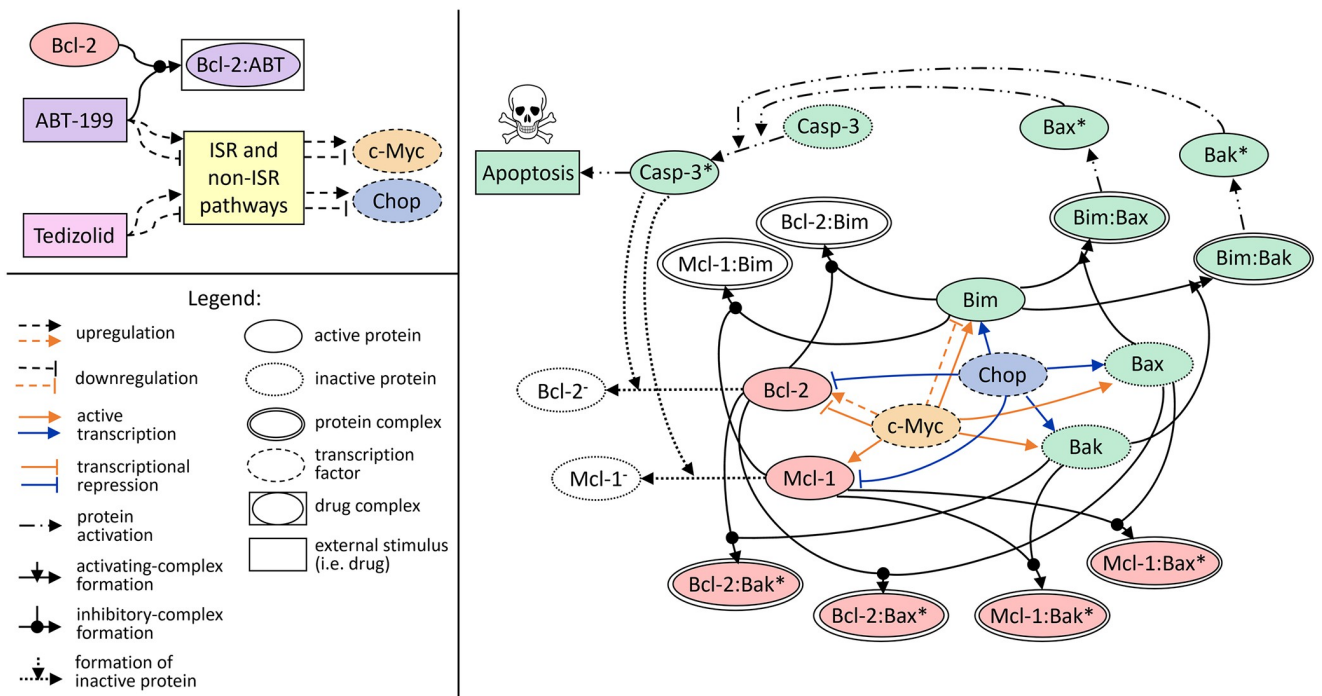 Bcl-2
Bcl-2:ABT
ABT-199
ISR and
non-ISR
pathways
c-Myc
Chop
Tedizolid
Legend:
upregulation
downregulation
active
transcription
transcriptional
repression
protein
activation
activating-complex
formation
inhibitory-complex
formation
formation of
inactive protein
active protein
inactive protein
protein complex
transcription
factor
drug complex
external stimulus
(i.e. drug)
Casp-3
Bax*
Bak*
Apoptosis
Casp-3*
Bcl-2:Bim
Bim:Bax
Mcl-1:Bim
Bim:Bak
Bim
Bax
Chop
Bcl-2⁻
Bcl-2
c-Myc
Bak
Mcl-1⁻
Mcl-1
Mcl-1:Bax*
Bcl-2:Bak*
Bcl-2:Bax*
Mcl-1:Bak*